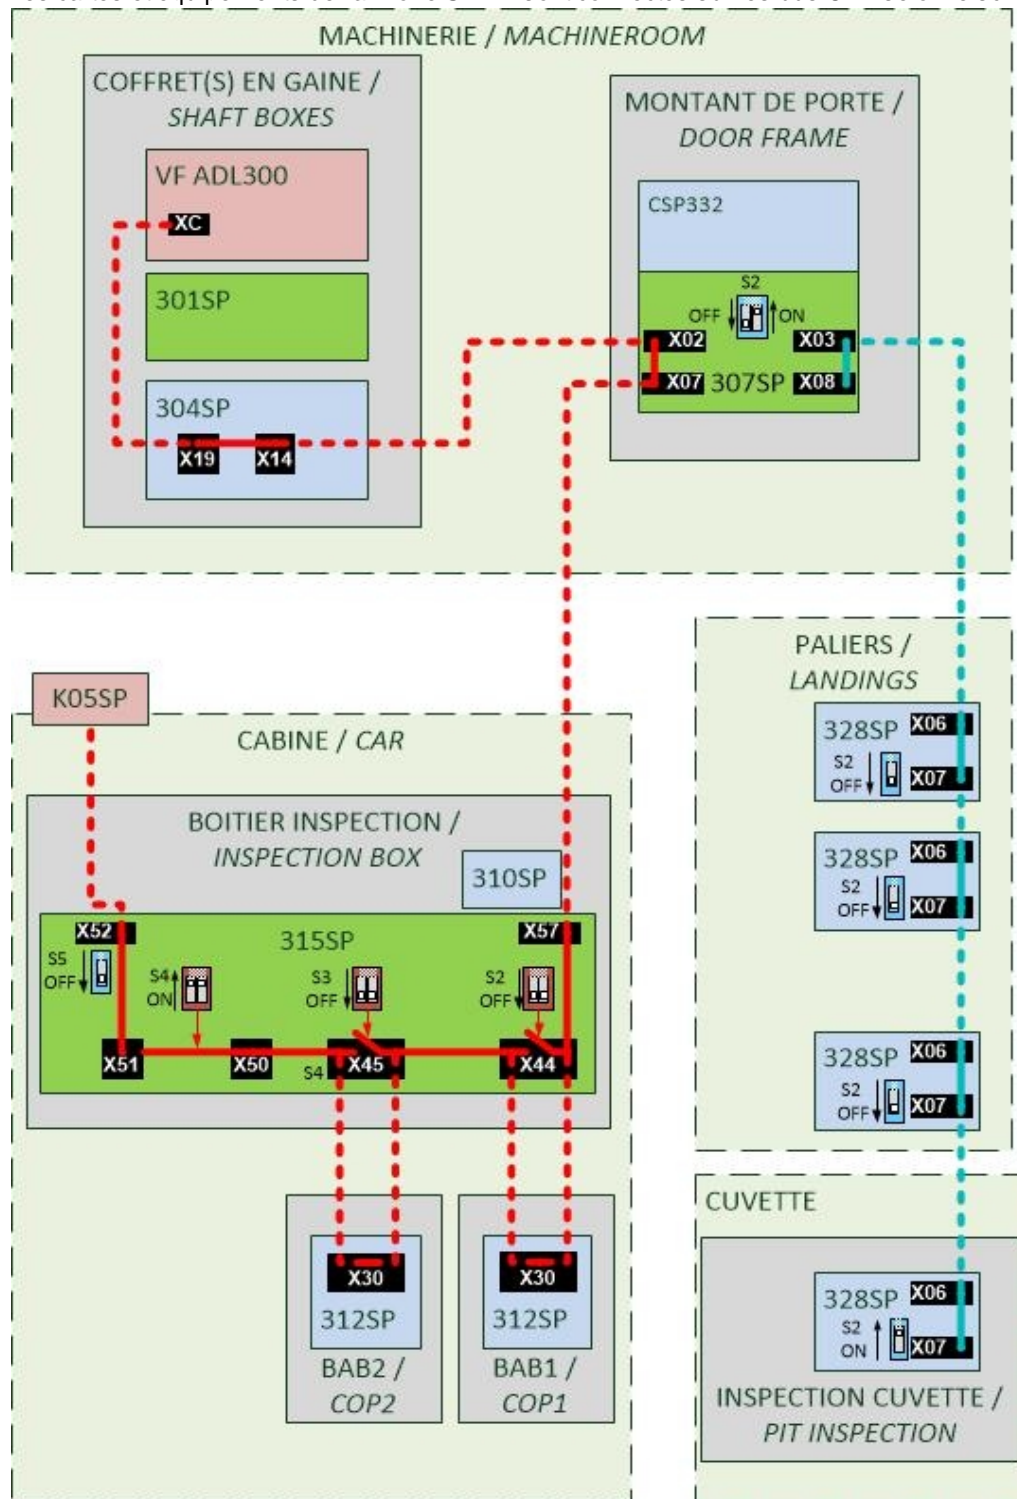 MACHINERIE / MACHINEROOM
COFFRET(S) EN GAINE /
SHAFT BOXES
VF ADL300
XC
301SP
304SP
X19
X14
MONTANT DE PORTE /
DOOR FRAME
CSP332
S2
OFF
ON
X02
X03
X07
307SP
X08
K05SP
CABINE / CAR
BOITIER INSPECTION /
INSPECTION BOX
310SP
X52
315SP
X57
S5
OFF
S4
ON
S3
OFF
S2
OFF
X51
X50
S4
X45
X44
X30
312SP
BAB2 /
COP2
X30
312SP
BAB1 /
COP1
PALIERS /
LANDINGS
328SP
X06
S2
OFF
X07
328SP
X06
S2
OFF
X07
328SP
X06
S2
OFF
X07
CUVETTE
328SP
X06
S2
ON
X07
INSPECTION CUVETTE /
PIT INSPECTION